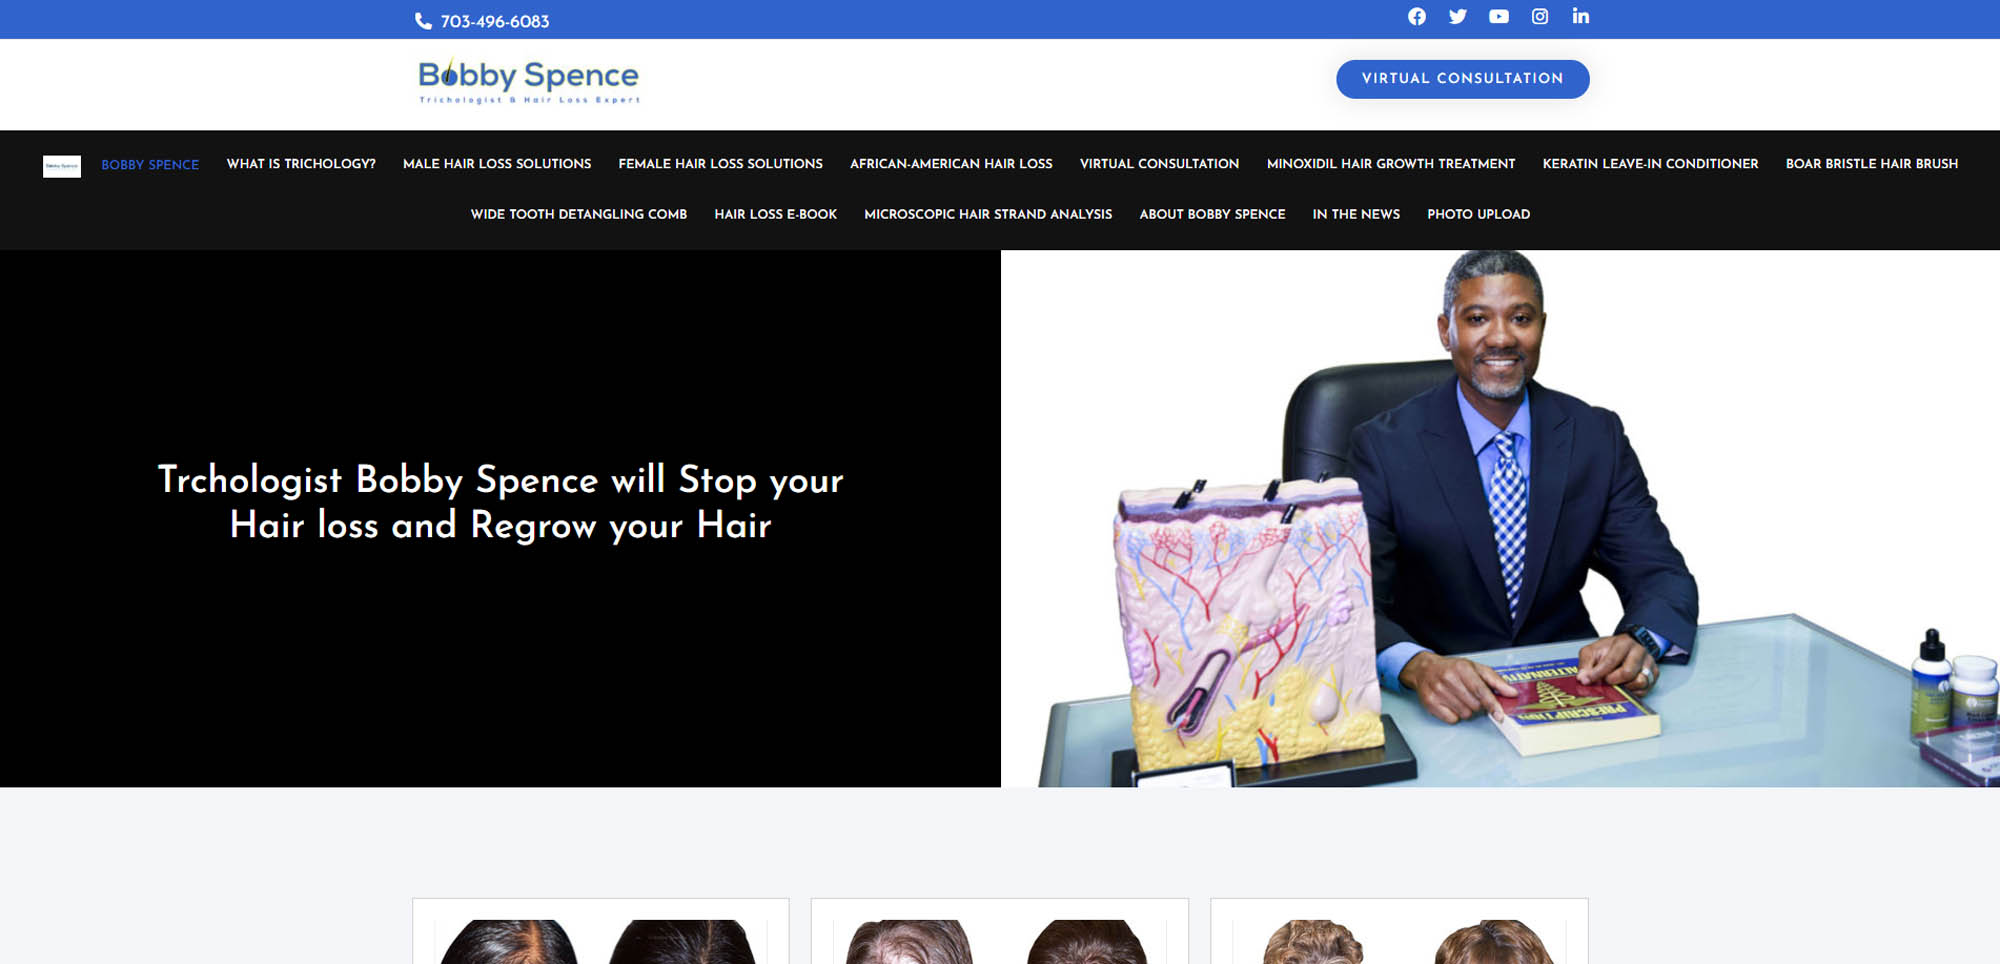 703-496-6083
Bobby Spence
Trichologist & Hair Loss Expert
VIRTUAL CONSULTATION
BOBBY SPENCE WHAT IS TRICHOLOGY? MALE HAIR LOSS SOLUTIONS FEMALE HAIR LOSS SOLUTIONS AFRICAN-AMERICAN HAIR LOSS VIRTUAL CONSULTATION MINOXIDIL HAIR GROWTH TREATMENT KERATIN LEAVE-IN CONDITIONER BOAR BRISTLE HAIR BRUSH
WIDE TOOTH DETANGLING COMB HAIR LOSS E-BOOK MICROSCOPIC HAIR STRAND ANALYSIS ABOUT BOBBY SPENCE IN THE NEWS PHOTO UPLOAD
Trchologist Bobby Spence will Stop your
Hair loss and Regrow your Hair
PRESCRIPTIONS